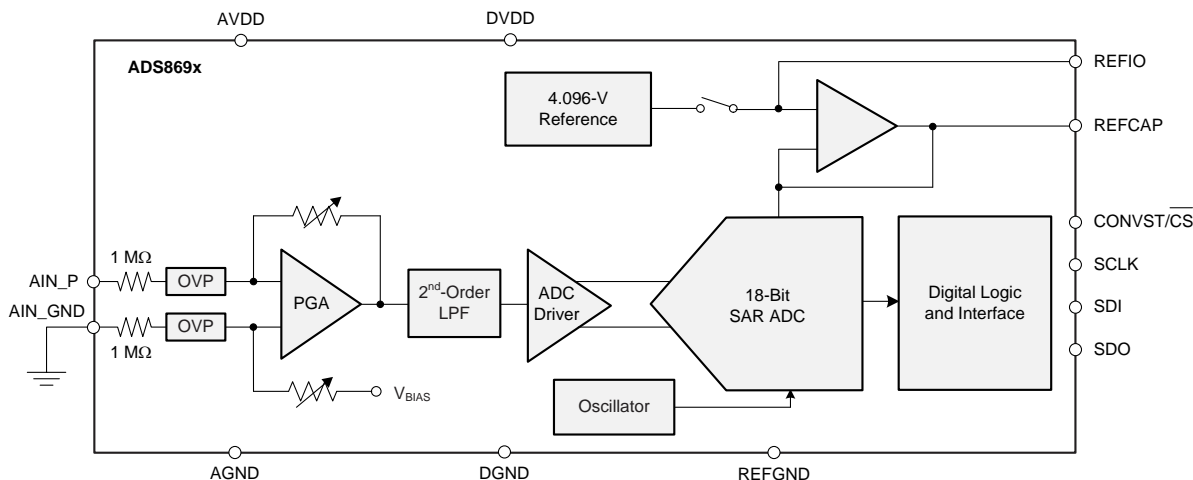 AVDD
DVDD
ADS869x
REFIO
4.096-V
Reference
REFCAP
CONVST/C̅S̅
1 MΩ
OVP
AIN_P
SCLK
PGA
2nd-Order
LPF
ADC
Driver
18-Bit
SAR ADC
Digital Logic
and Interface
AIN_GND
OVP
SDI
1 MΩ
SDO
VBIAS
Oscillator
AGND
DGND
REFGND